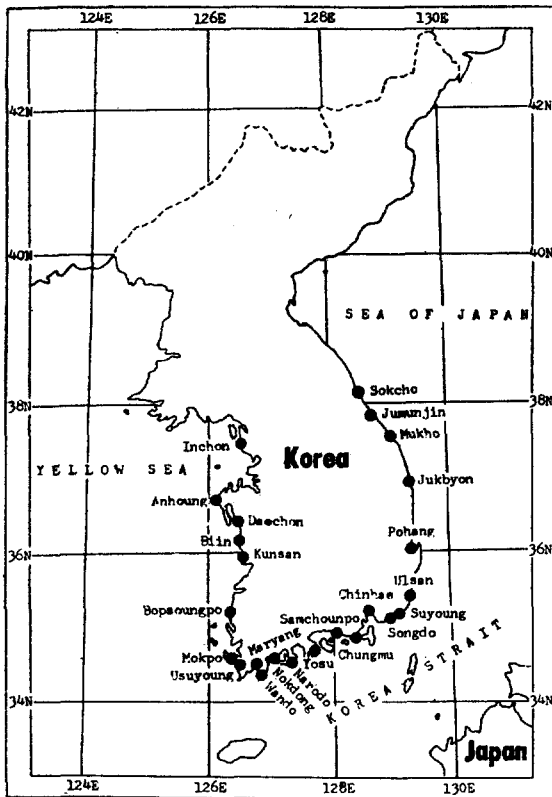 124E 126E 128E 130E
42N 42N
40N 40N
SEA OF JAPAN
Sokcho
38N 38N
Jumunjin
Mukho
Inchon
Korea
YELLOW SEA
Jukbyon
Anhoung
Daechon
Pohang
Biin
Kunsan
36N 36N
Ulsan
Chinhae
Bopsoungpo
Samchounpo
Suyoung
Songdo
Maryang
Chungmu
Mokpo
Yosu
Usuyoung
Narodo
Nokdong
Wando
KOREA STRAIT
34N 34N
Japan
124E 126E 128E 130E